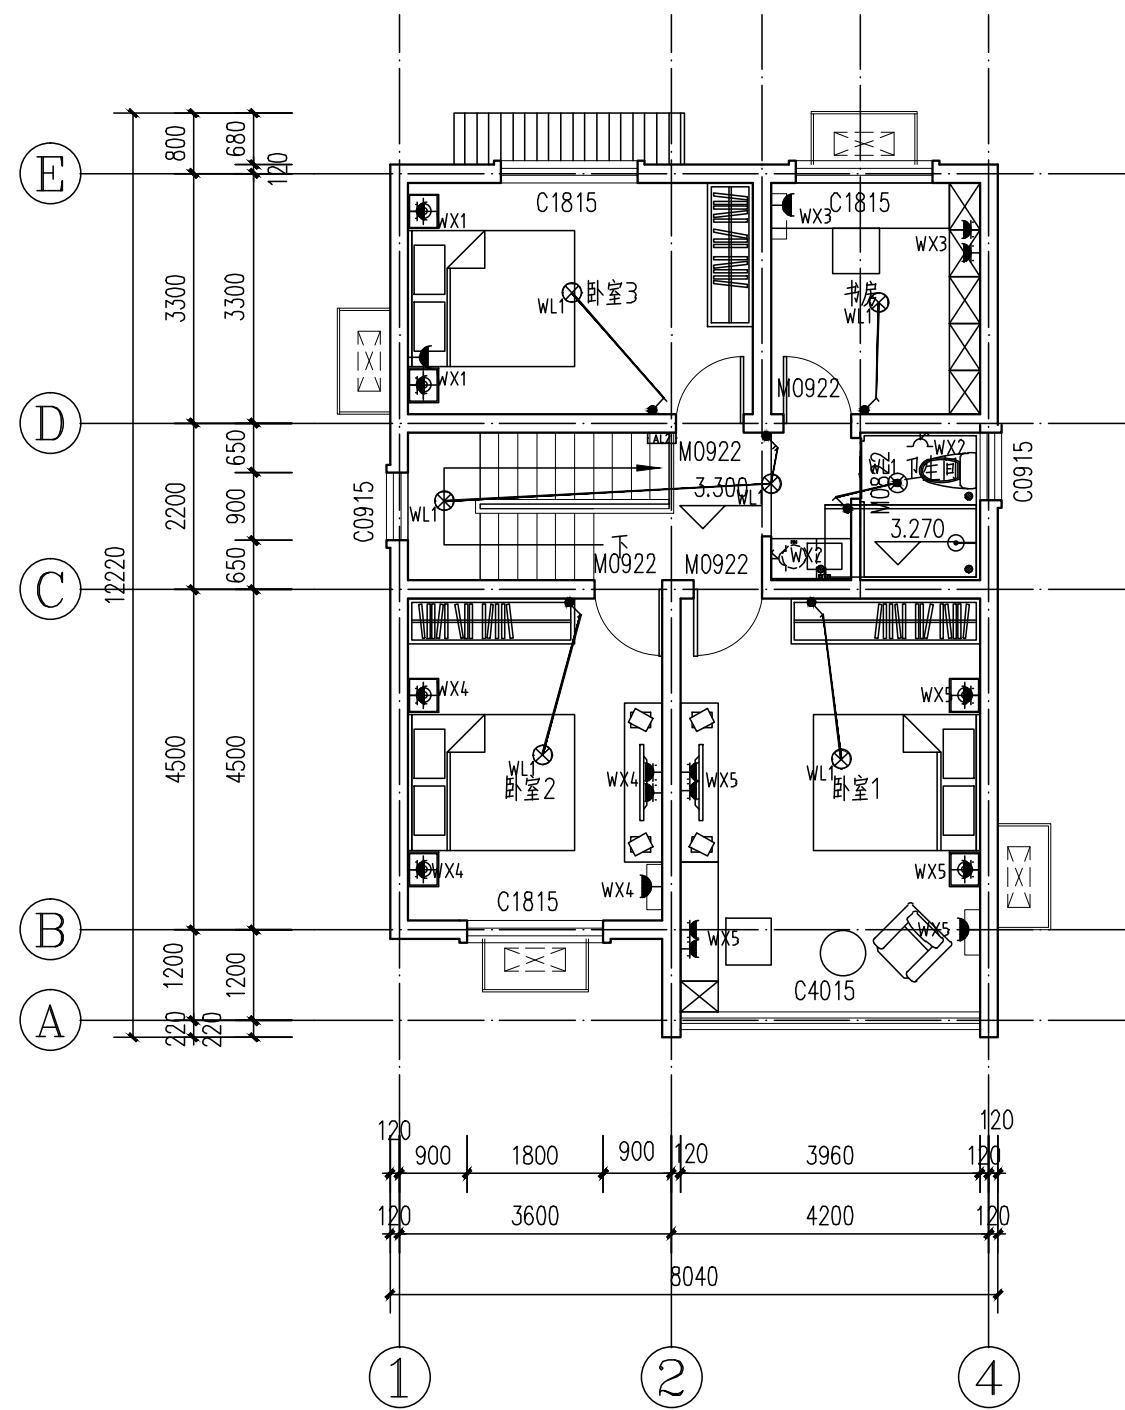 800
680
120
E
C1815
C1815
WX1
WX3
WX3
3300
3300
卧室3
WL1
书房
WL1
WX1
M0922
D
650
AL2
M0922
WX2
WL1
卫生间
C0915
C0915
2200
900
3.300
WL1
WL1
M0822
3.270
下
WX2
12220
650
M0922
M0922
C
WX4
WX5
4500
4500
WL1
WL1
卧室2
WX4
WX5
卧室1
WX4
WX4
WX5
C1815
B
WX5
WX5
1200
1200
C4015
A
220
220
120
120
900
1800
900
120
3960
120
120
3600
4200
120
8040
1
2
4